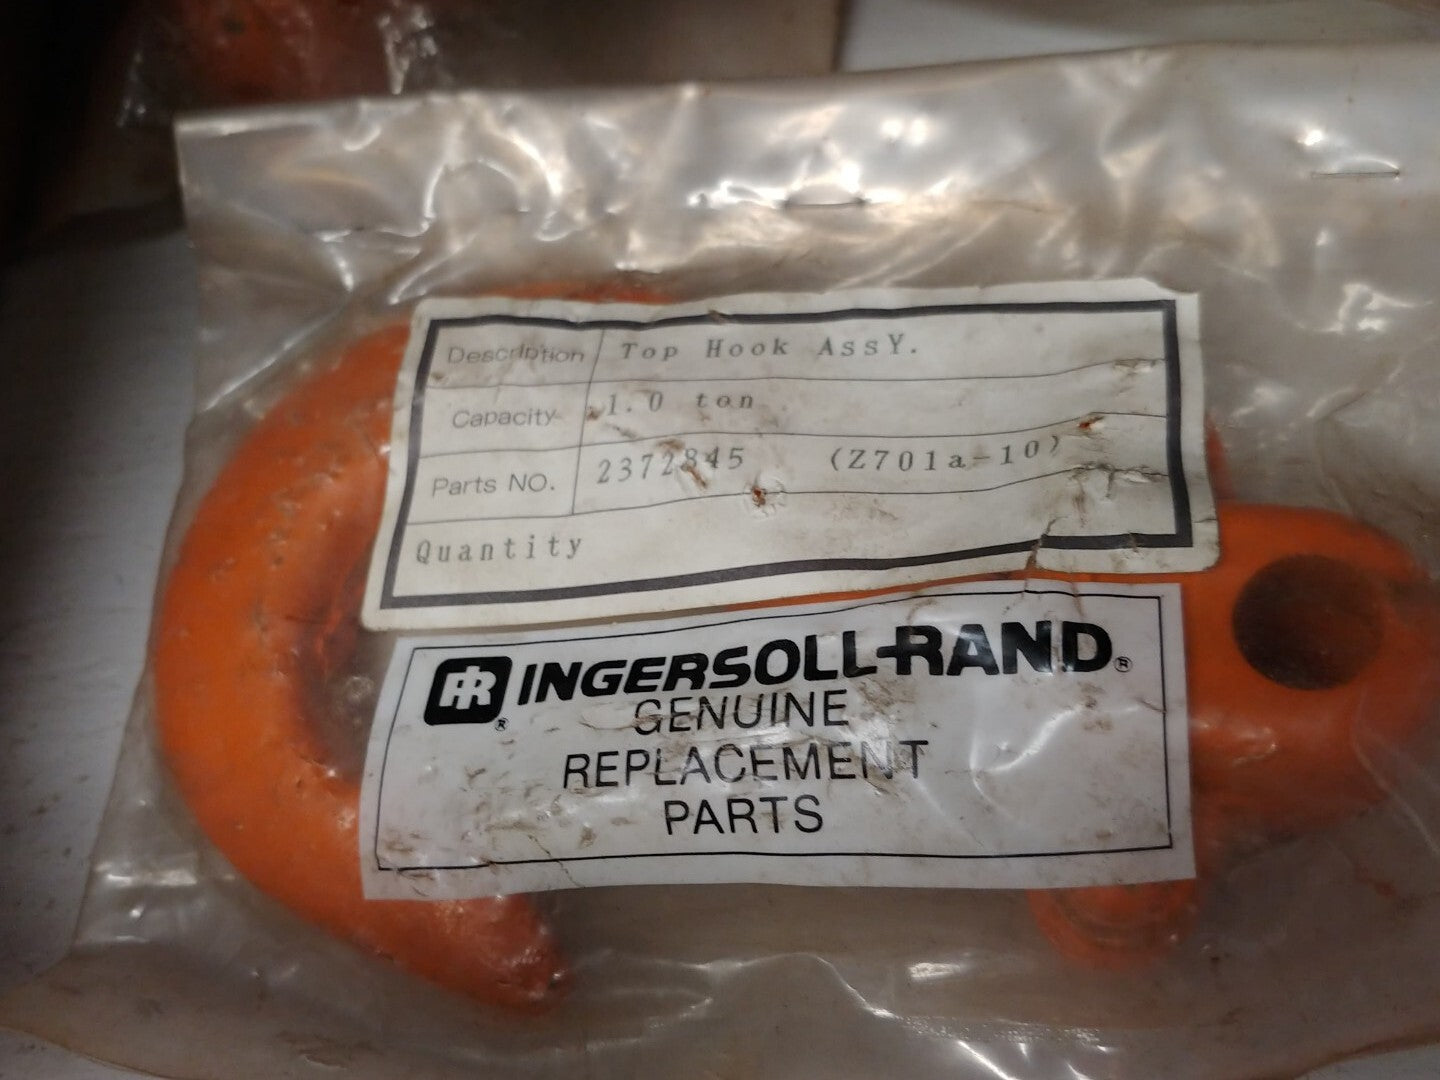 Description Top Hook AssY.
Capacity 1.0 ton
Parts NO. 2372845 (Z701a-10)
Quantity
IR® INGERSOLL-RAND®
GENUINE
REPLACEMENT
PARTS